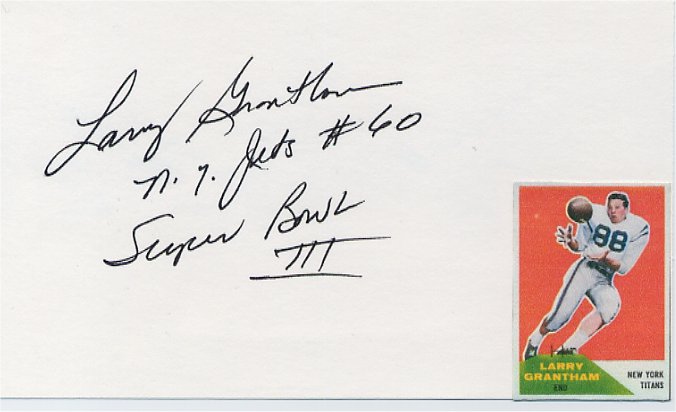 Larry Grantham
N.Y. Jets #60
Super Bowl
III
88
LARRY
GRANTHAM
END
NEW YORK
TITANS